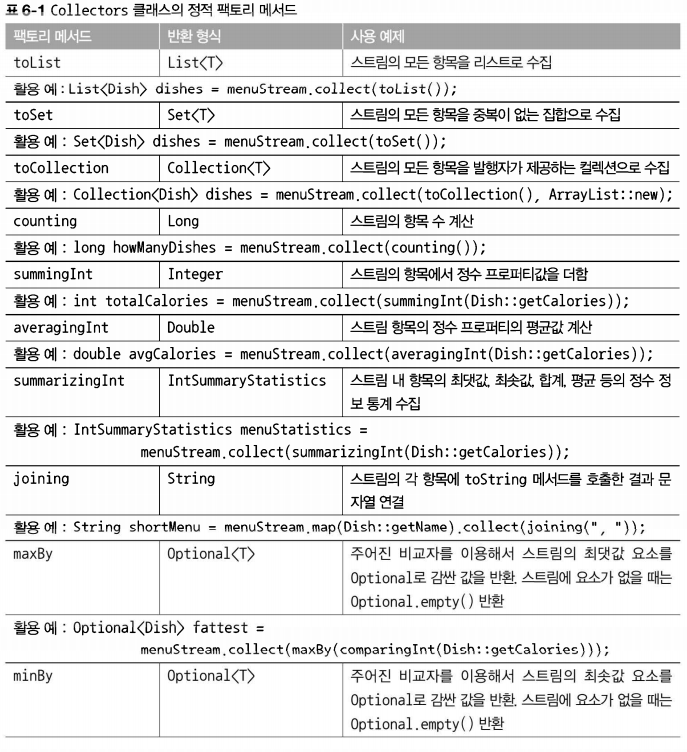 표 6-1 Collectors 클래스의 정적 팩토리 메서드
팩토리 메서드 반환 형식 사용 예제
toList List<T> 스트림의 모든 항목을 리스트로 수집
활용 예: List<Dish> dishes = menuStream.collect(toList());
toSet Set<T> 스트림의 모든 항목을 중복이 없는 집합으로 수집
활용 예: Set<Dish> dishes = menuStream.collect(toSet());
toCollection Collection<T> 스트림의 모든 항목을 발행자가 제공하는 컬렉션으로 수집
활용 예: Collection<Dish> dishes = menuStream.collect(toCollection(), ArrayList::new);
counting Long 스트림의 항목 수 계산
활용 예: long howManyDishes = menuStream.collect(counting());
summingInt Integer 스트림의 항목에서 정수 프로퍼티값을 더함
활용 예: int totalCalories = menuStream.collect(summingInt(Dish::getCalories));
averagingInt Double 스트림 항목의 정수 프로퍼티의 평균값 계산
활용 예: double avgCalories = menuStream.collect(averagingInt(Dish::getCalories));
summarizingInt IntSummaryStatistics 스트림 내 항목의 최댓값, 최솟값, 합계, 평균 등의 정수 정
보 통계 수집
활용 예: IntSummaryStatistics menuStatistics =
menuStream.collect(summarizingInt(Dish::getCalories));
joining String 스트림의 각 항목에 toString 메서드를 호출한 결과 문
자열 연결
활용 예: String shortMenu = menuStream.map(Dish::getName).collect(joining(", "));
maxBy Optional<T> 주어진 비교자를 이용해서 스트림의 최댓값 요소를
Optional로 감싼 값을 반환. 스트림에 요소가 없을 때는
Optional.empty() 반환
활용 예: Optional<Dish> fattest =
menuStream.collect(maxBy(comparingInt(Dish::getCalories)));
minBy Optional<T> 주어진 비교자를 이용해서 스트림의 최솟값 요소를
Optional로 감싼 값을 반환. 스트림에 요소가 없을 때는
Optional.empty() 반환